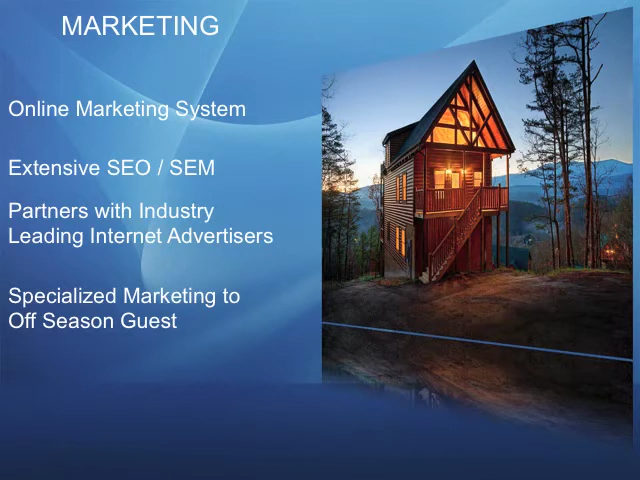 MARKETING
Online Marketing System
Extensive SEO / SEM
Partners with Industry
Leading Internet Advertisers
Specialized Marketing to
Off Season Guest